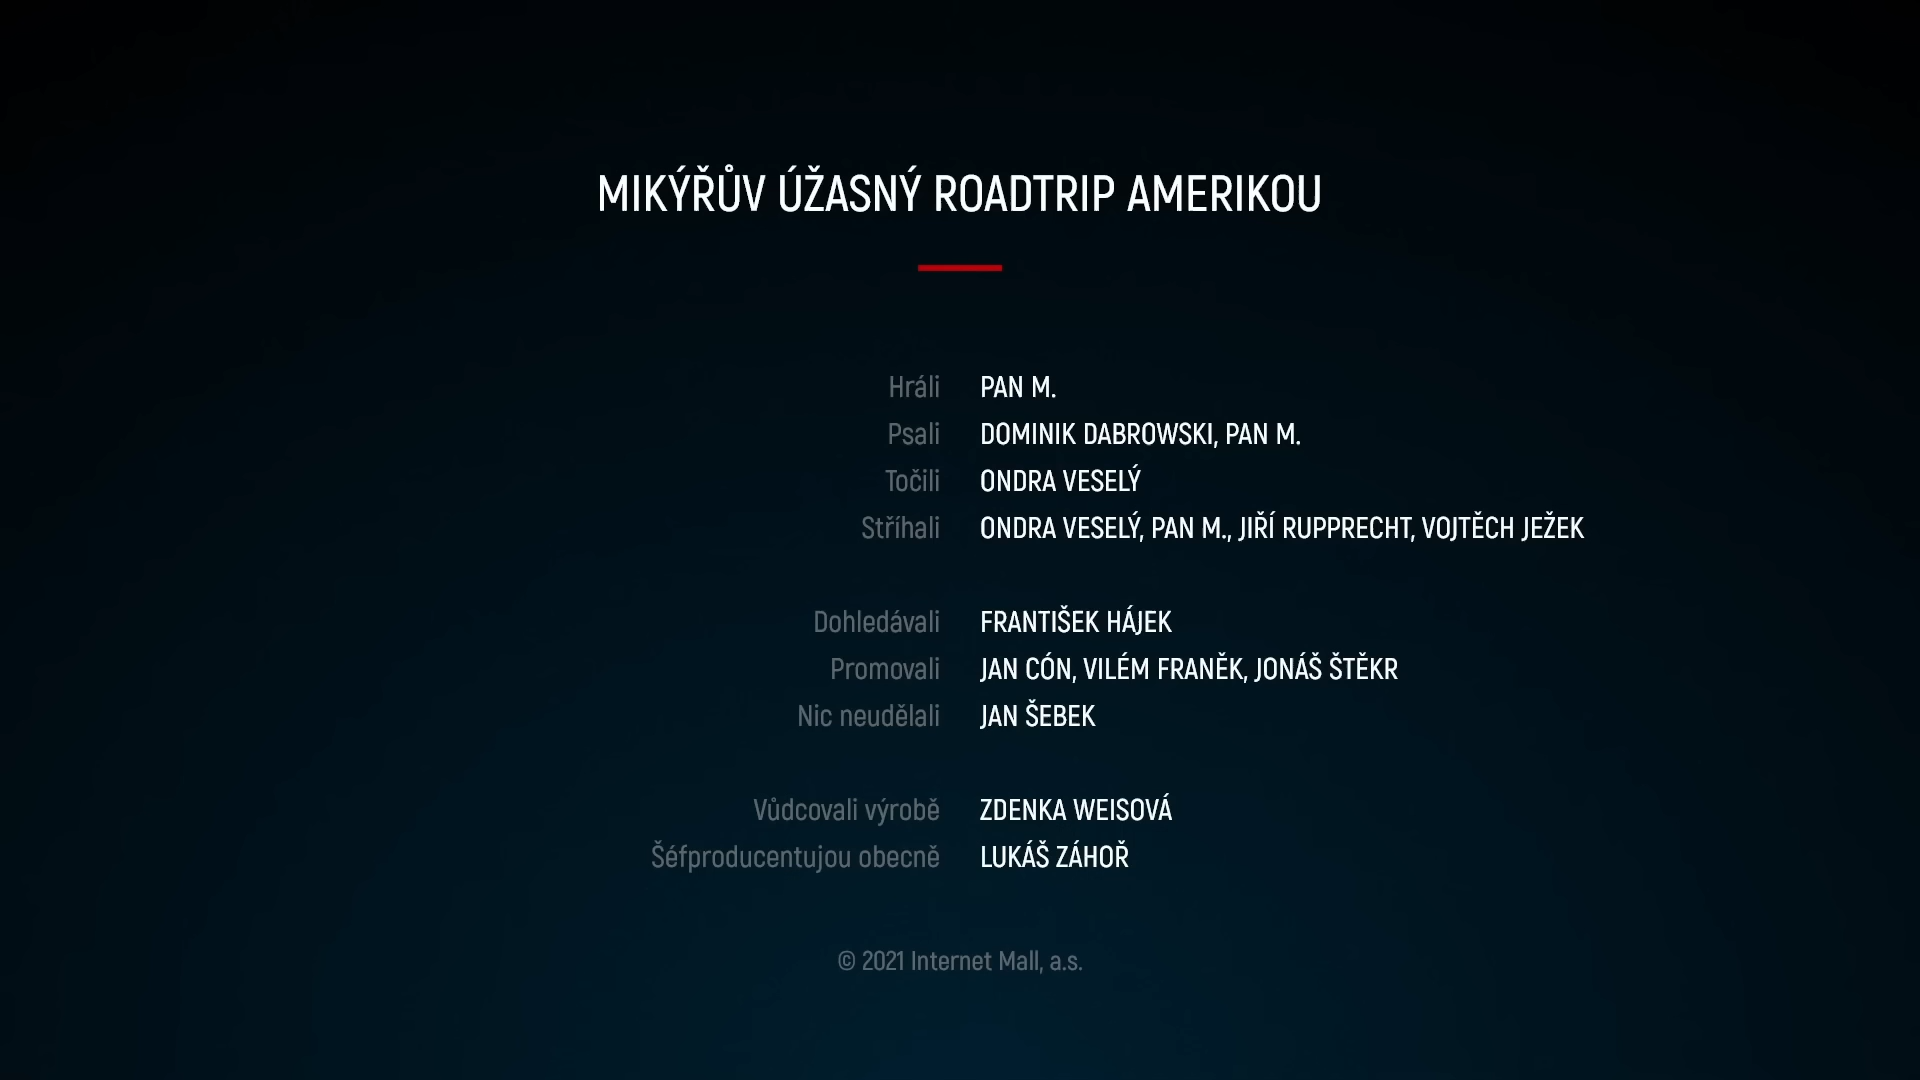 MIKÝŘŮV ÚŽASNÝ ROADTRIP AMERIKOU
Hráli PAN M.
Psali DOMINIK DABROWSKI, PAN M.
Točili ONDRA VESELÝ
Stříhali ONDRA VESELÝ, PAN M., JIŘÍ RUPPRECHT, VOJTĚCH JEŽEK
Dohledávali FRANTIŠEK HÁJEK
Promovali JAN CÓN, VILÉM FRANĚK, JONÁŠ ŠTĚKR
Nic neudělali JAN ŠEBEK
Vůdcovali výrobě ZDENKA WEISOVÁ
Šéfproducentujou obecně LUKÁŠ ZÁHOŘ
© 2021 Internet Mall, a.s.